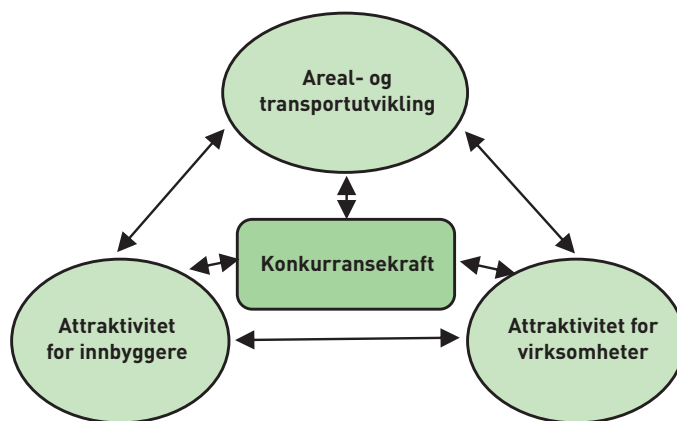 Areal- og
transportutvikling
Konkurransekraft
Attraktivitet
for innbyggere
Attraktivitet for
virksomheter